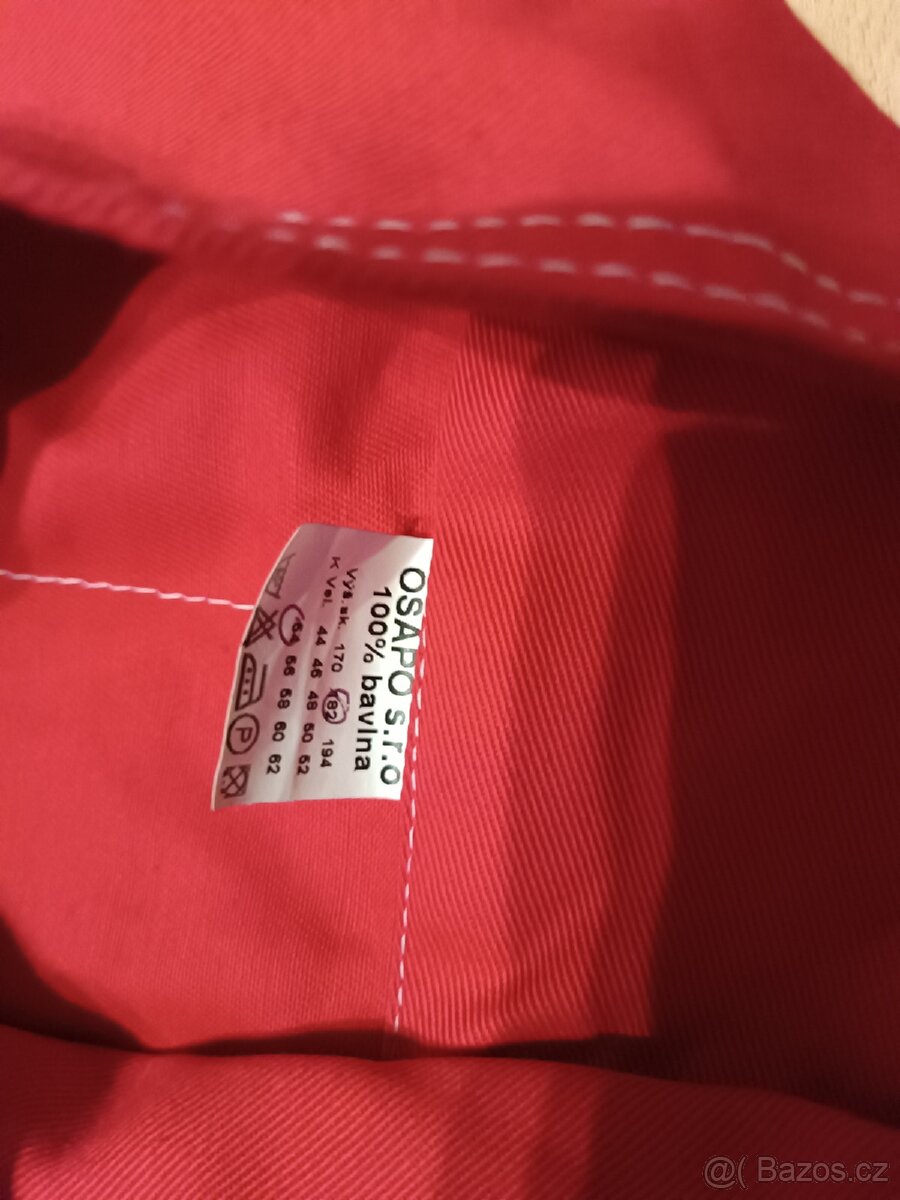 OSAPO s.r.o
100% bavlna
Výs.sk. 170 182 194
K Vel. 44 46 48 50 52
54 56 58 60 62
P
@( Bazos.cz